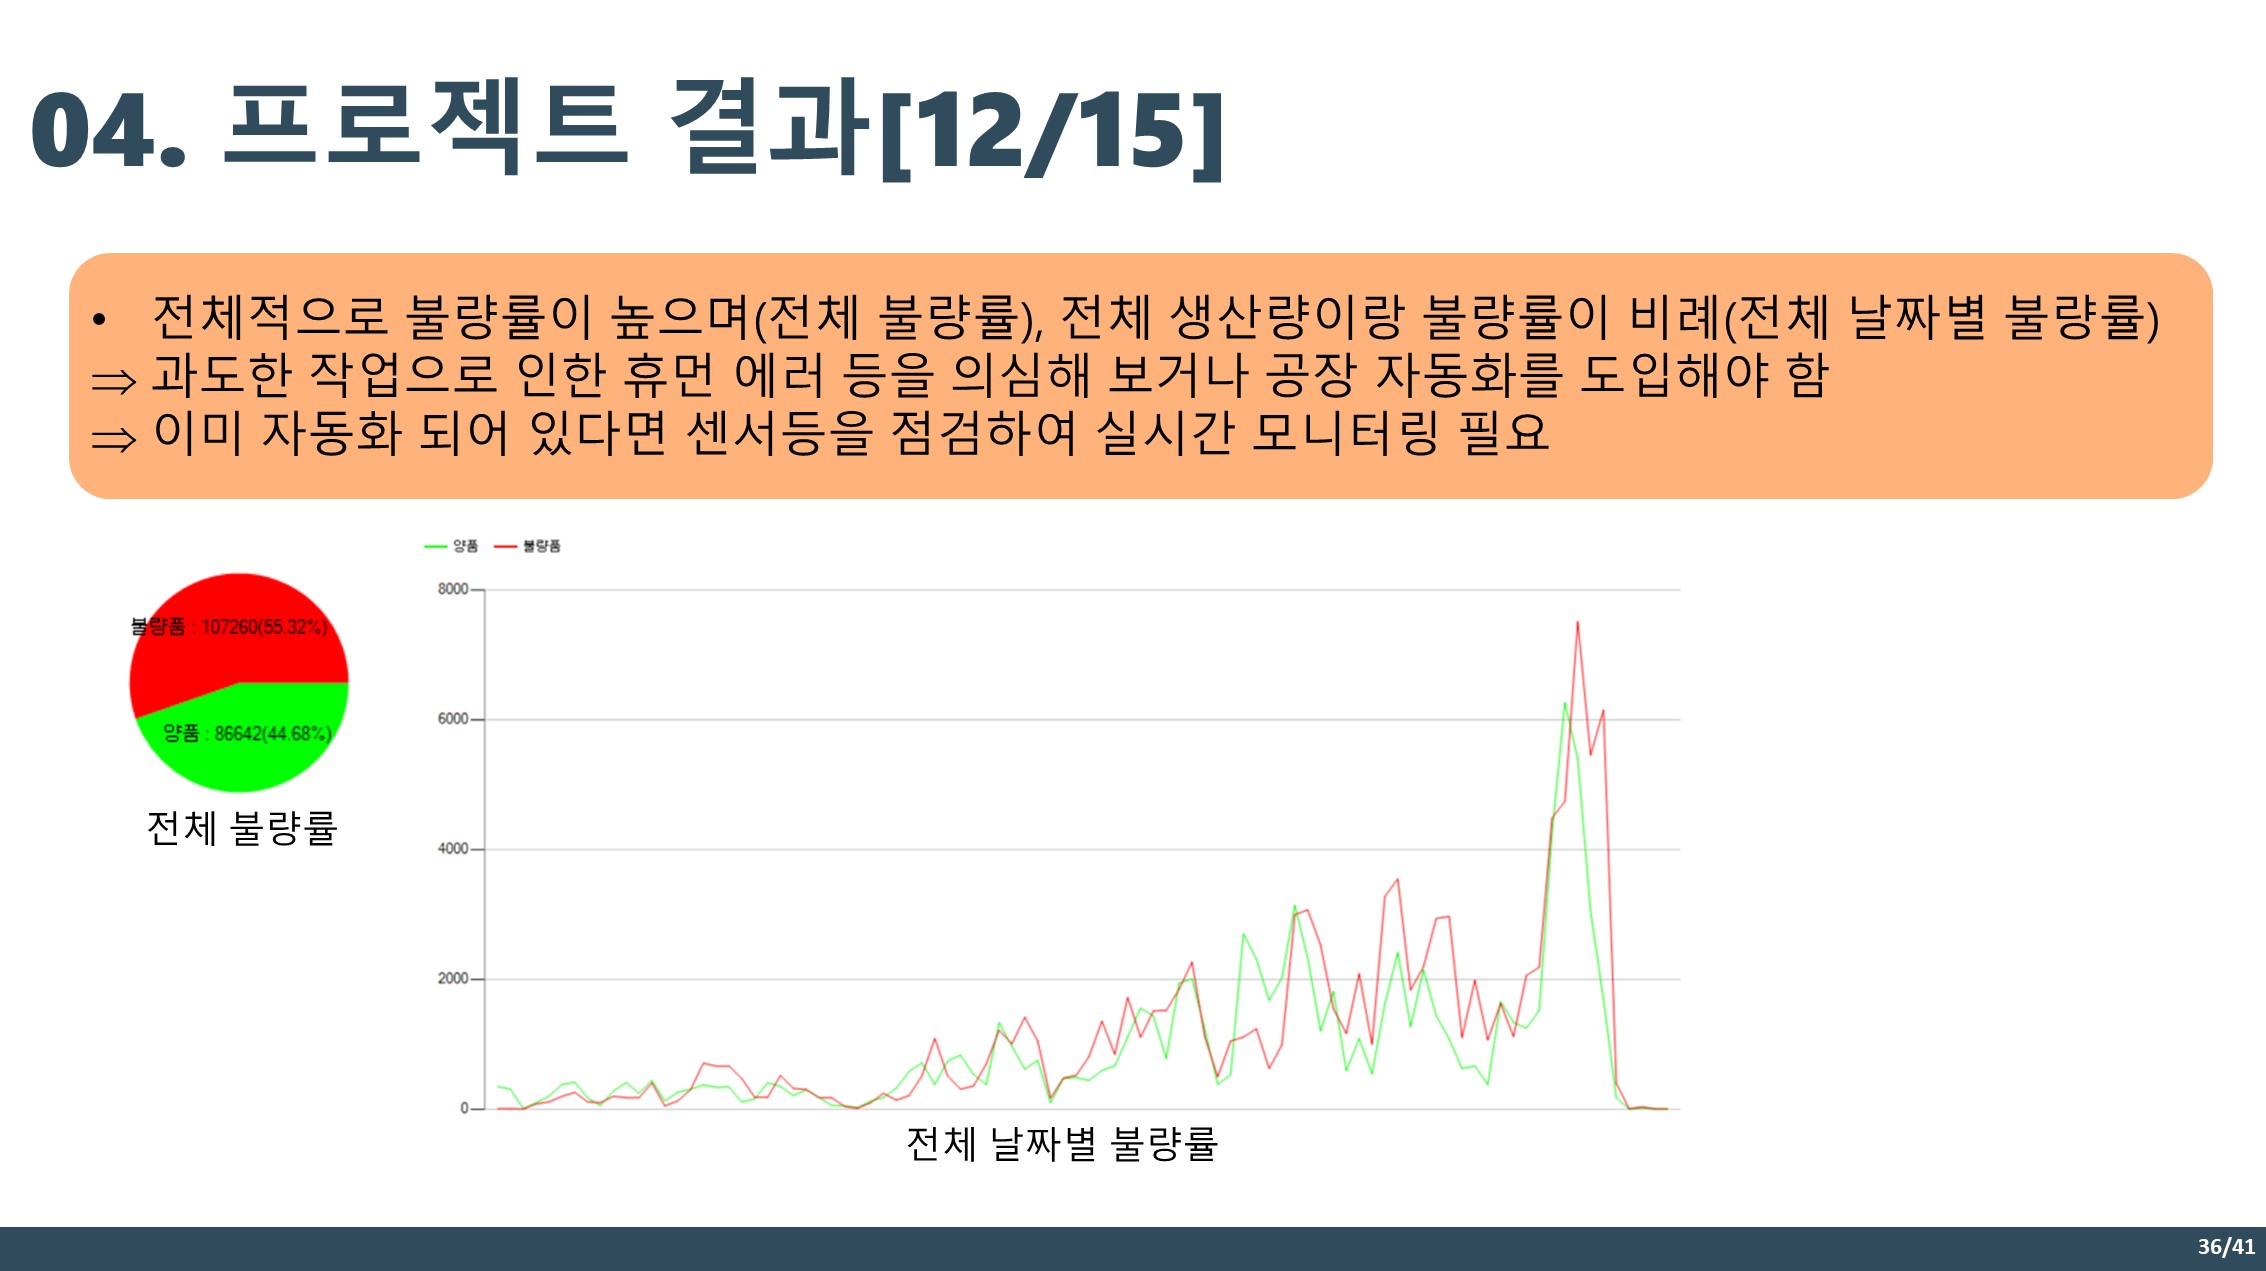 04. 프로젝트 결과[12/15]
• 전체적으로 불량률이 높으며(전체 불량률), 전체 생산량이랑 불량률이 비례(전체 날짜별 불량률)
⇒ 과도한 작업으로 인한 휴먼 에러 등을 의심해 보거나 공장 자동화를 도입해야 함
⇒ 이미 자동화 되어 있다면 센서등을 점검하여 실시간 모니터링 필요
불량품 : 107260(55.32%)
양품 : 86642(44.68%)
전체 불량률
양품 불량품
8000
6000
4000
2000
0
전체 날짜별 불량률
36/41